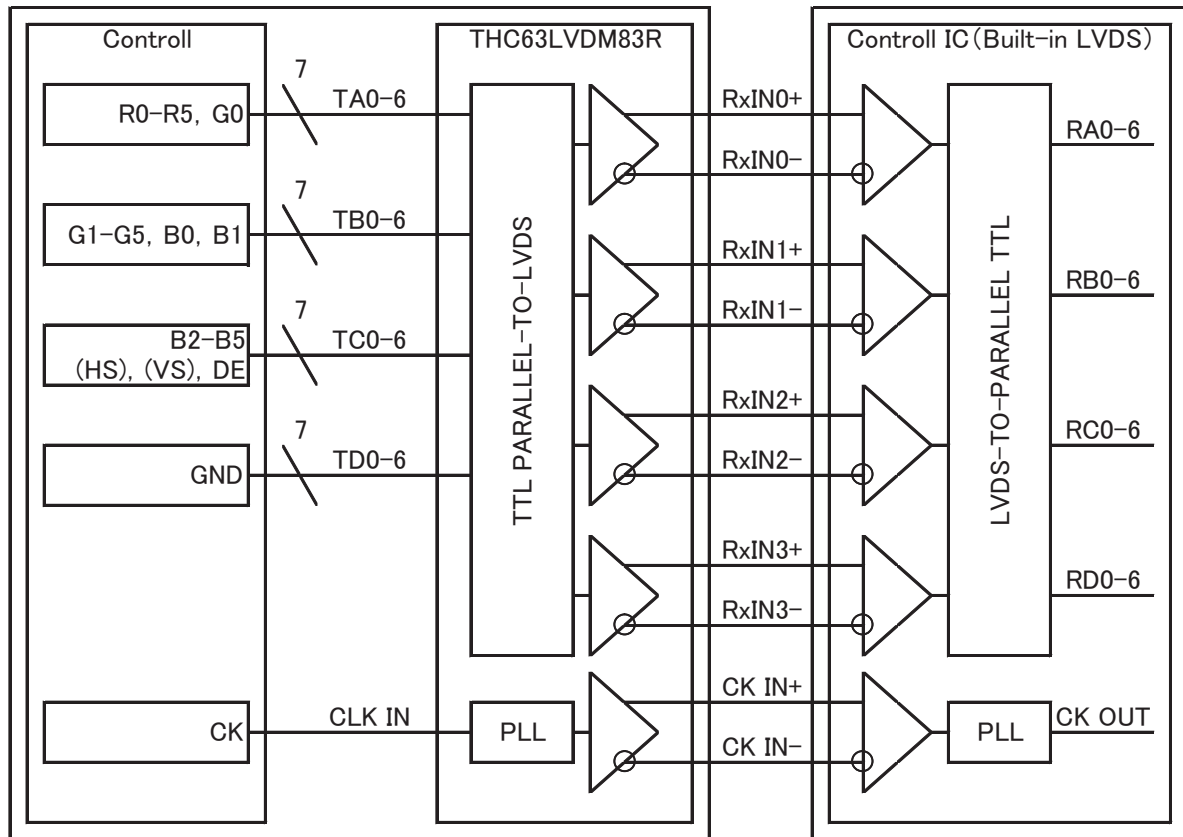 Controll
THC63LVDM83R
Controll IC(Built-in LVDS)
R0-R5, G0
7
TA0-6
RxIN0+
RxIN0-
RA0-6
G1-G5, B0, B1
7
TB0-6
RxIN1+
RxIN1-
RB0-6
B2-B5
(HS), (VS), DE
7
TC0-6
RxIN2+
RxIN2-
RC0-6
GND
7
TD0-6
RxIN3+
RxIN3-
RD0-6
TTL PARALLEL-TO-LVDS
LVDS-TO-PARALLEL TTL
CK
CLK IN
PLL
CK IN+
CK IN-
PLL
CK OUT